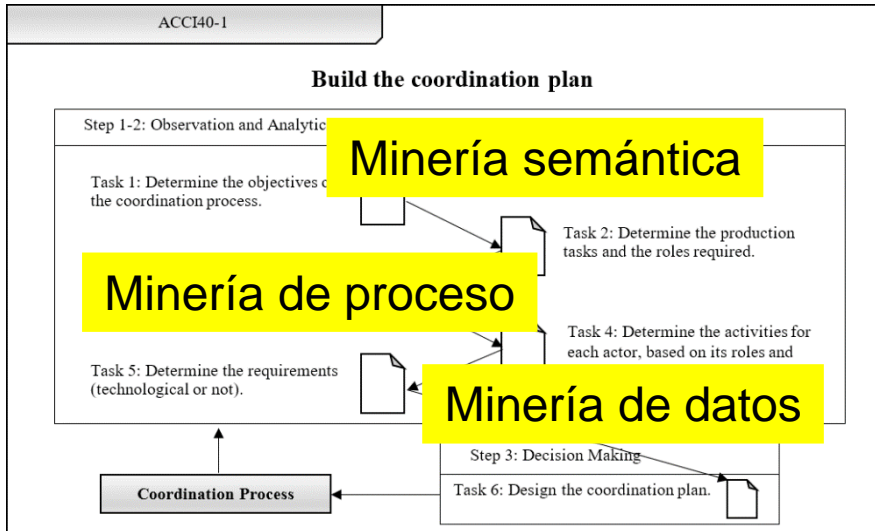 ACCI40-1
Build the coordination plan
Step 1-2: Observation and Analytic
Minería semántica
Task 1: Determine the objectives
the coordination process.
Task 2: Determine the production
tasks and the roles required.
Minería de proceso
Task 4: Determine the activities for
each actor, based on its roles and
Task 5: Determine the requirements
(technological or not).
Minería de datos
Step 3: Decision Making
Coordination Process
Task 6: Design the coordination plan.